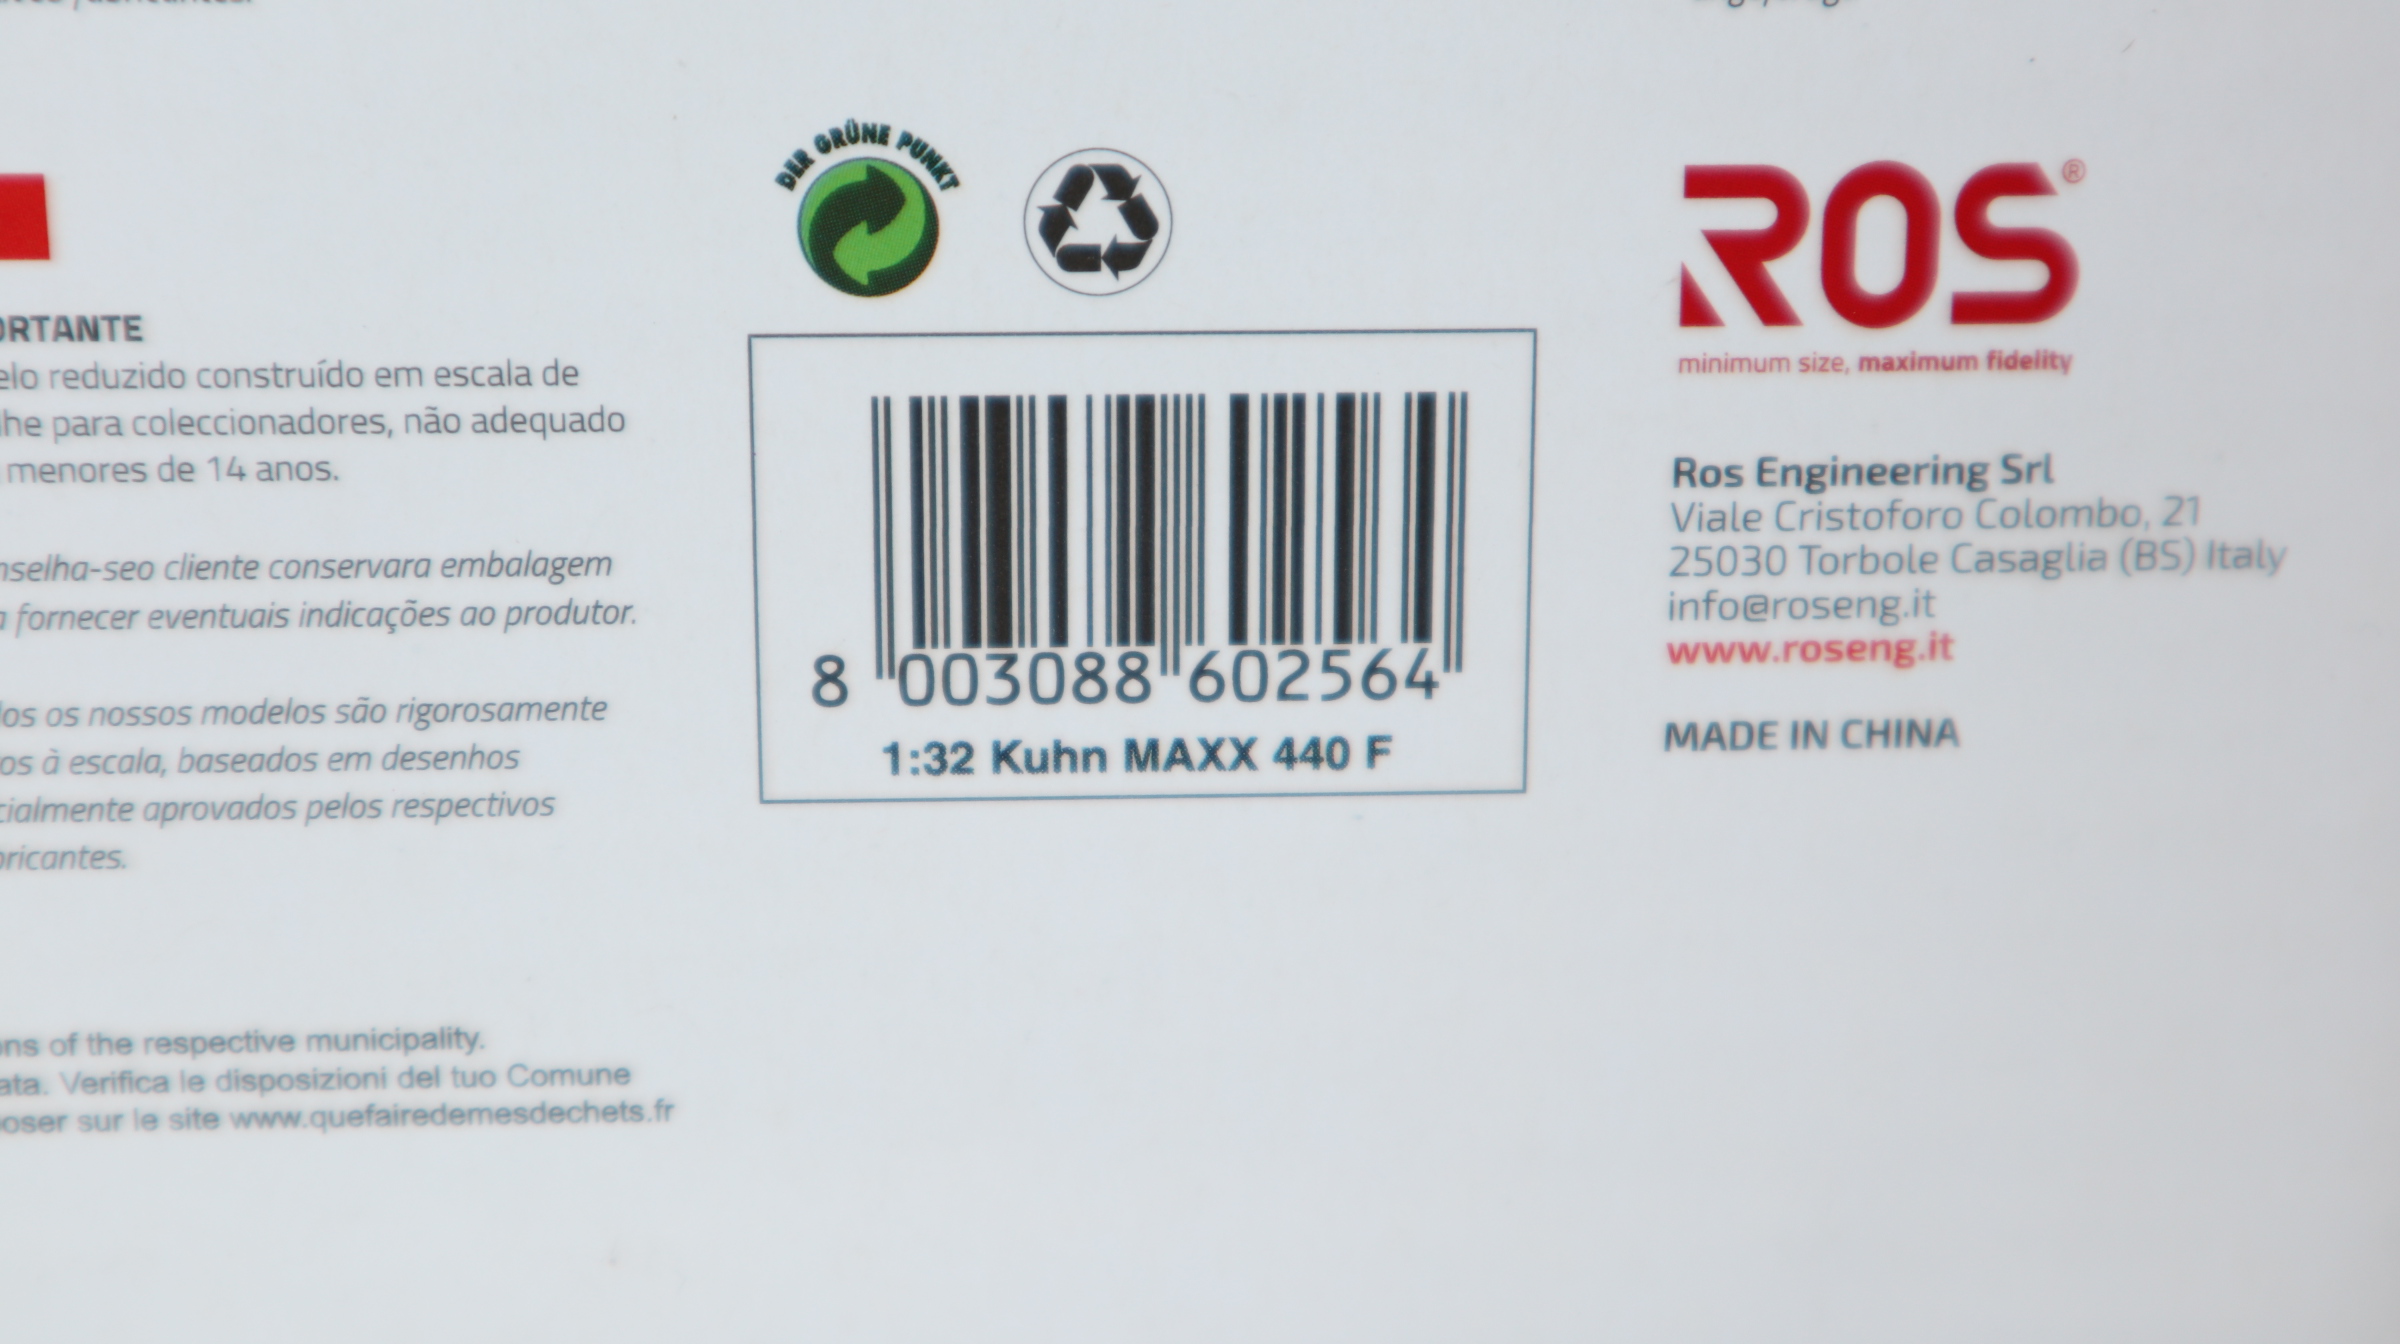 ORTANTE
elo reduzido construído em escala de
lhe para coleccionadores, não adequado
menores de 14 anos.
nselha-seo cliente conservara embalagem
a fornecer eventuais indicações ao produtor.
los os nossos modelos são rigorosamente
os à escala, baseados em desenhos
cialmente aprovados pelos respectivos
bricantes.
ns of the respective municipality.
ata. Verifica le disposizioni del tuo Comune
oser sur le site www.quefairedemesdechets.fr
DER GRÜNE PUNKT
8 003088 602564
1:32 Kuhn MAXX 440 F
ROS®
minimum size, maximum fidelity
Ros Engineering Srl
Viale Cristoforo Colombo, 21
25030 Torbole Casaglia (BS) Italy
info@roseng.it
www.roseng.it
MADE IN CHINA